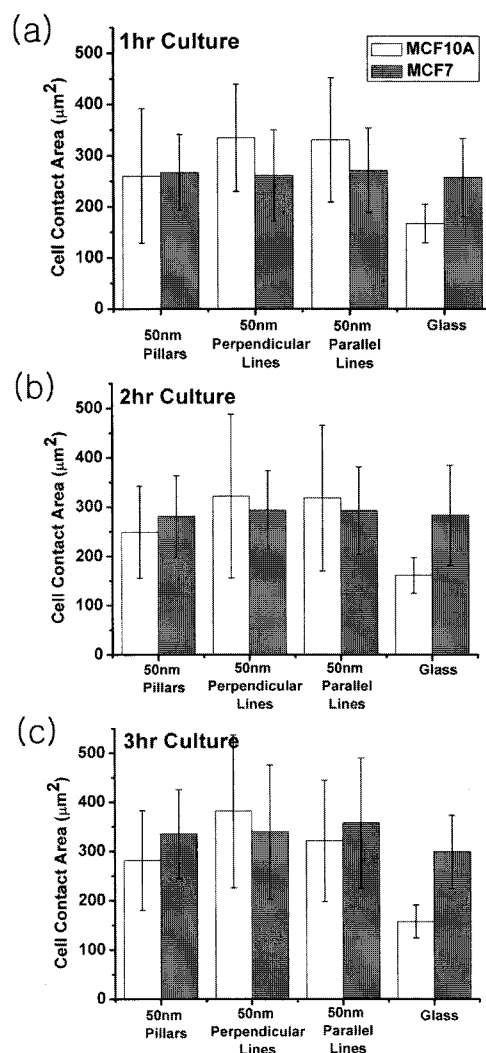 (a)
1hr Culture
MCF10A
MCF7
Cell Contact Area (μm²)
500
400
300
200
100
0
50nm Pillars
50nm Perpendicular Lines
50nm Parallel Lines
Glass
(b)
2hr Culture
Cell Contact Area (μm²)
500
400
300
200
100
0
50nm Pillars
50nm Perpendicular Lines
50nm Parallel Lines
Glass
(c)
3hr Culture
Cell Contact Area (μm²)
500
400
300
200
100
0
50nm Pillars
50nm Perpendicular Lines
50nm Parallel Lines
Glass